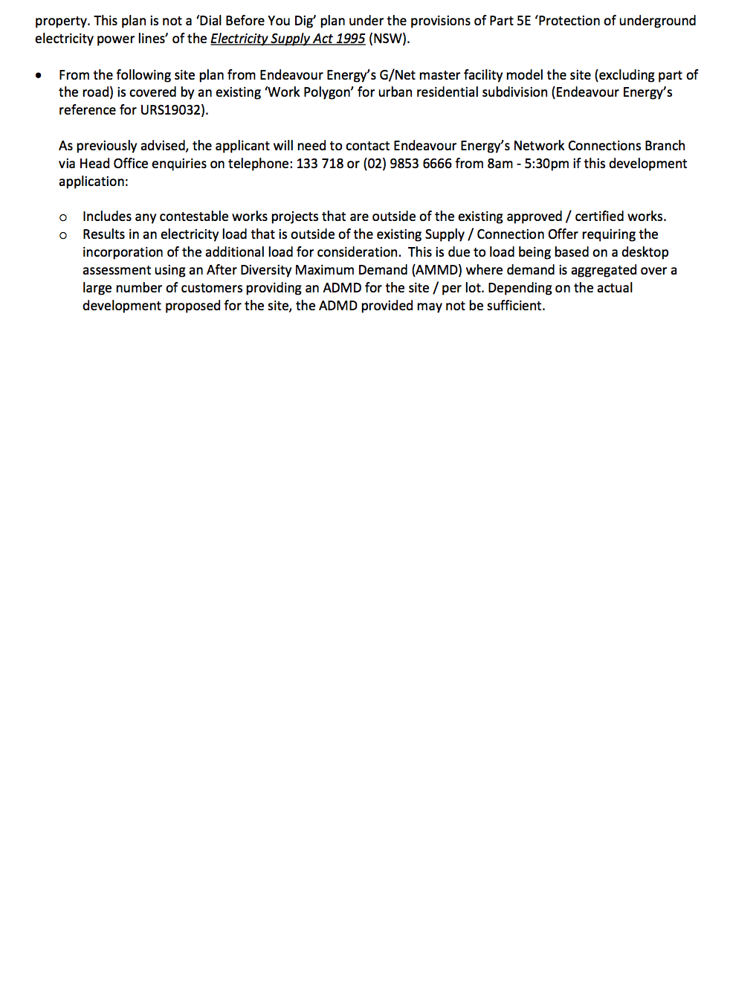 property. This plan is not a ‘Dial Before You Dig’ plan under the provisions of Part 5E ‘Protection of underground
electricity power lines’ of the Electricity Supply Act 1995 (NSW).
• From the following site plan from Endeavour Energy’s G/Net master facility model the site (excluding part of
the road) is covered by an existing ‘Work Polygon’ for urban residential subdivision (Endeavour Energy’s
reference for URS19032).
As previously advised, the applicant will need to contact Endeavour Energy’s Network Connections Branch
via Head Office enquiries on telephone: 133 718 or (02) 9853 6666 from 8am - 5:30pm if this development
application:
o Includes any contestable works projects that are outside of the existing approved / certified works.
o Results in an electricity load that is outside of the existing Supply / Connection Offer requiring the
incorporation of the additional load for consideration.  This is due to load being based on a desktop
assessment using an After Diversity Maximum Demand (AMMD) where demand is aggregated over a
large number of customers providing an ADMD for the site / per lot. Depending on the actual
development proposed for the site, the ADMD provided may not be sufficient.